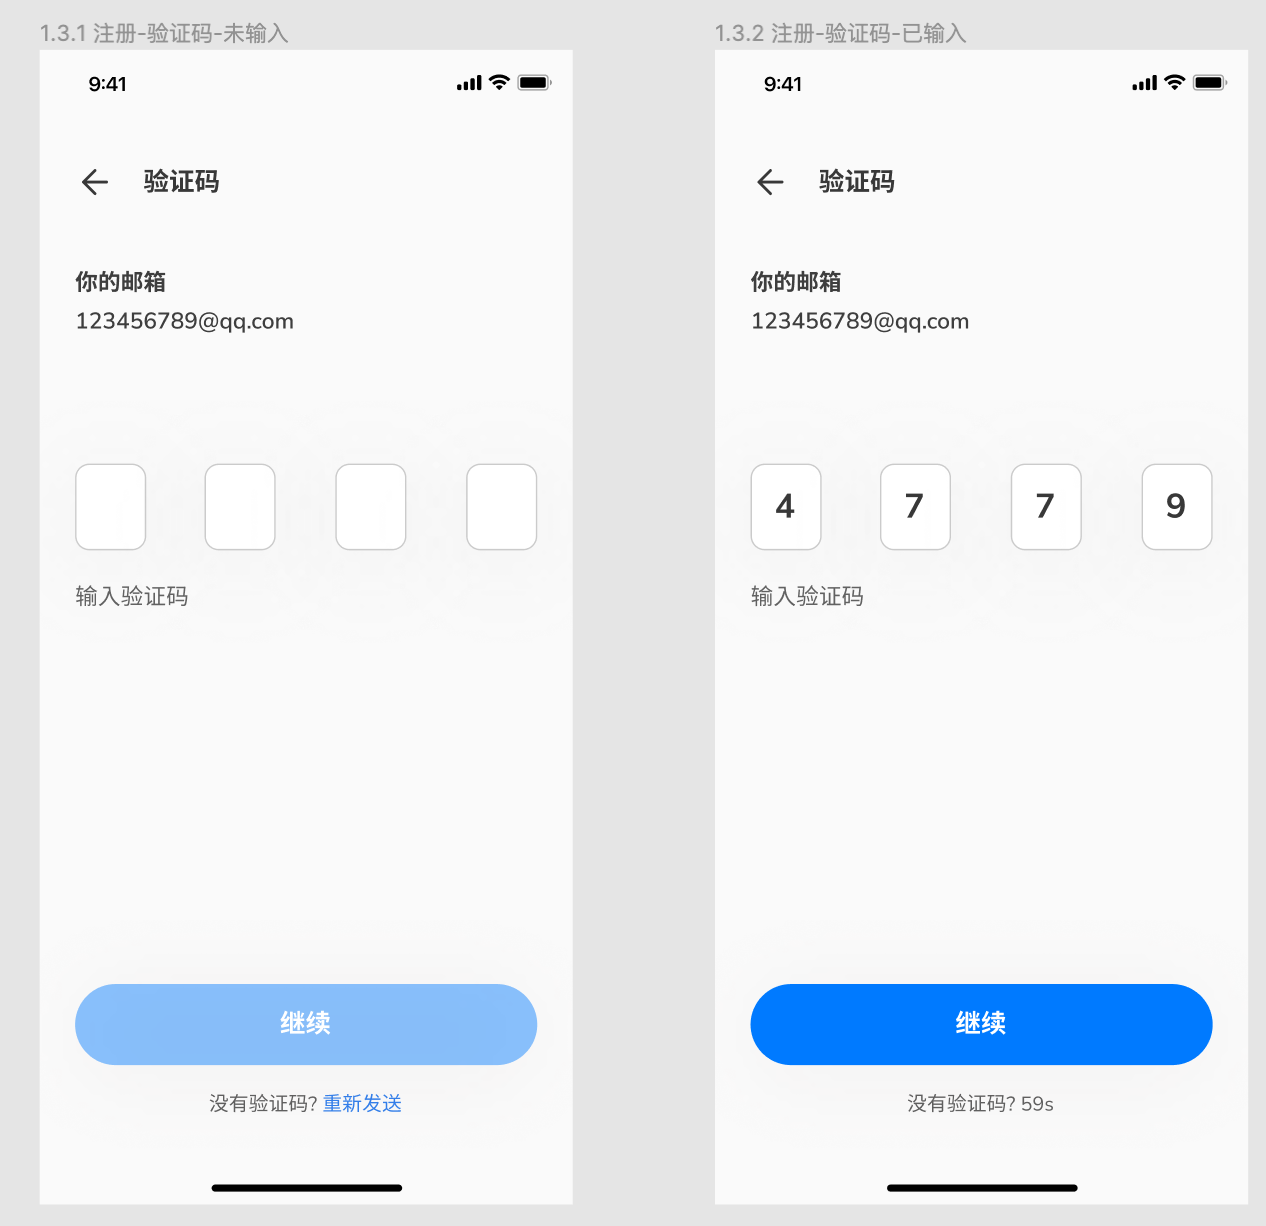 1.3.1 注册-验证码-未输入
9:41
验证码
你的邮箱
123456789@qq.com
输入验证码
继续
没有验证码? 重新发送
1.3.2 注册-验证码-已输入
9:41
验证码
你的邮箱
123456789@qq.com
4 7 7 9
输入验证码
继续
没有验证码? 59s